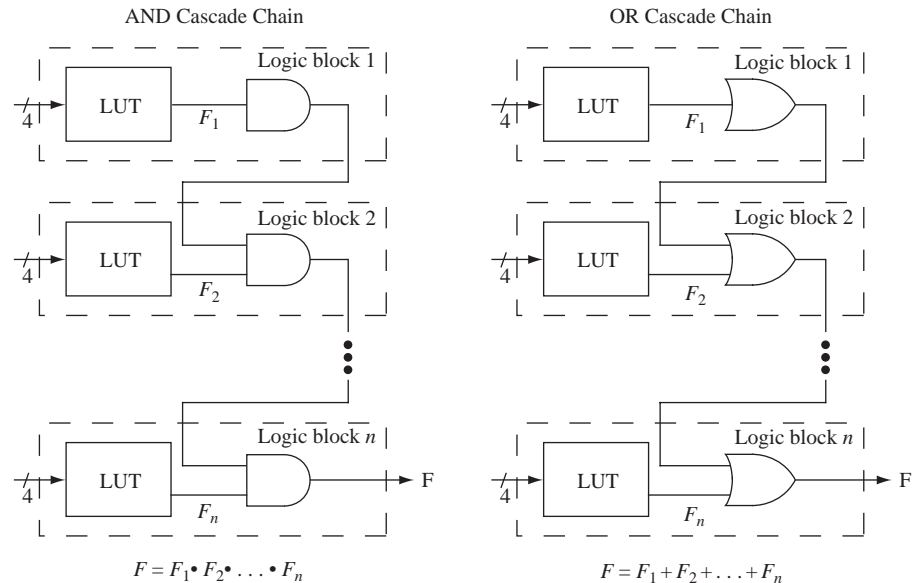 AND Cascade Chain
Logic block 1
LUT
4
F1
Logic block 2
LUT
4
F2
Logic block n
LUT
4
Fn
F
F = F1 • F2 • . . . • Fn
OR Cascade Chain
Logic block 1
LUT
4
F1
Logic block 2
LUT
4
F2
Logic block n
LUT
4
Fn
F
F = F1 + F2 + . . . + Fn